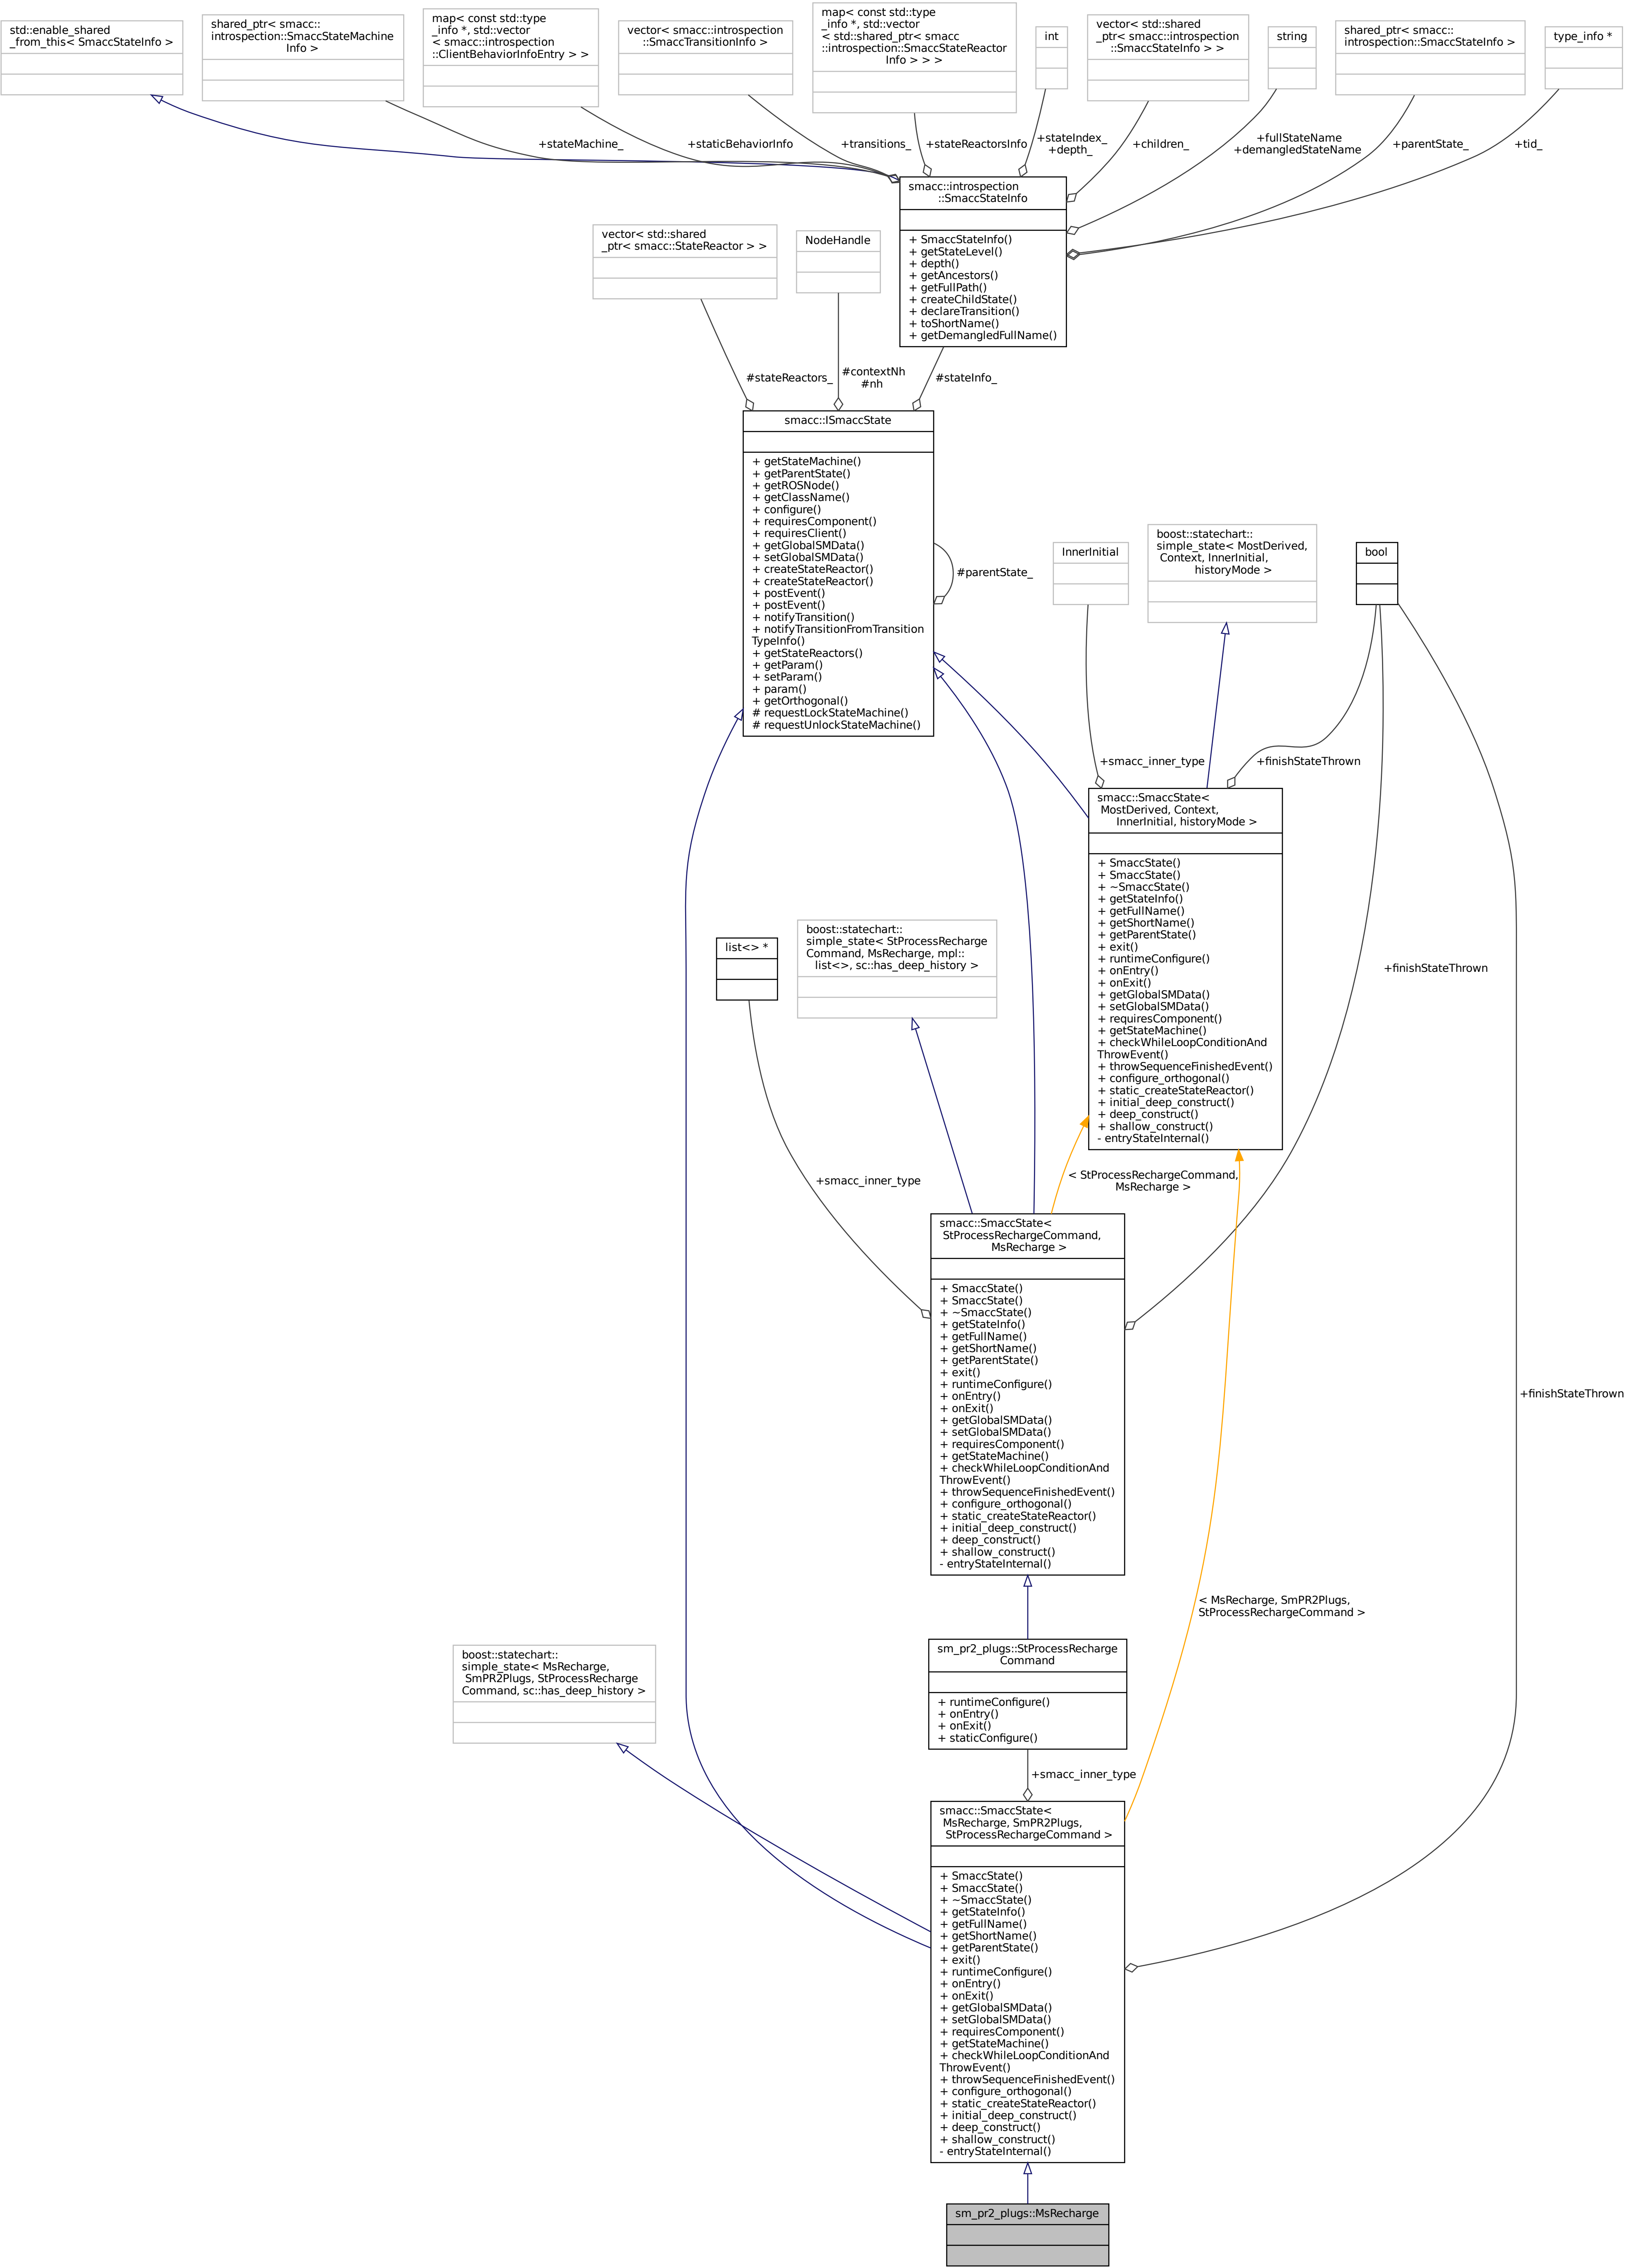 std::enable_shared
_from_this< SmaccStateInfo >
shared_ptr< smacc::
introspection::SmaccStateMachine
Info >
map< const std::type
_info *, std::vector
< smacc::introspection
::ClientBehaviorInfoEntry > >
vector< smacc::introspection
::SmaccTransitionInfo >
map< const std::type
_info *, std::vector
< std::shared_ptr< smacc
::introspection::SmaccStateReactor
Info > > >
int
vector< std::shared
_ptr< smacc::introspection
::SmaccStateInfo > >
string
shared_ptr< smacc::
introspection::SmaccStateInfo >
type_info *
+stateMachine_
+staticBehaviorInfo
+transitions_
+stateReactorsInfo
+stateIndex_
+depth_
+children_
+fullStateName
+demangledStateName
+parentState_
+tid_
smacc::introspection
::SmaccStateInfo
+ SmaccStateInfo()
+ getStateLevel()
+ depth()
+ getAncestors()
+ getFullPath()
+ createChildState()
+ declareTransition()
+ toShortName()
+ getDemangledFullName()
vector< std::shared
_ptr< smacc::StateReactor > >
NodeHandle
#stateReactors_
#contextNh
#nh
#stateInfo_
smacc::ISmaccState
+ getStateMachine()
+ getParentState()
+ getROSNode()
+ getClassName()
+ configure()
+ requiresComponent()
+ requiresClient()
+ getGlobalSMData()
+ setGlobalSMData()
+ createStateReactor()
+ createStateReactor()
+ postEvent()
+ postEvent()
+ notifyTransition()
+ notifyTransitionFromTransition
TypeInfo()
+ getStateReactors()
+ getParam()
+ setParam()
+ param()
+ getOrthogonal()
# requestLockStateMachine()
# requestUnlockStateMachine()
#parentState_
InnerInitial
boost::statechart::
simple_state< MostDerived,
Context, InnerInitial,
historyMode >
bool
+smacc_inner_type
+finishStateThrown
smacc::SmaccState<
MostDerived, Context,
InnerInitial, historyMode >
+ SmaccState()
+ SmaccState()
+ ~SmaccState()
+ getStateInfo()
+ getFullName()
+ getShortName()
+ getParentState()
+ exit()
+ runtimeConfigure()
+ onEntry()
+ onExit()
+ getGlobalSMData()
+ setGlobalSMData()
+ requiresComponent()
+ getStateMachine()
+ checkWhileLoopConditionAnd
ThrowEvent()
+ throwSequenceFinishedEvent()
+ configure_orthogonal()
+ static_createStateReactor()
+ initial_deep_construct()
+ deep_construct()
+ shallow_construct()
- entryStateInternal()
list<> *
boost::statechart::
simple_state< StProcessRecharge
Command, MsRecharge, mpl::
list<>, sc::has_deep_history >
+finishStateThrown
+smacc_inner_type
< StProcessRechargeCommand,
MsRecharge >
smacc::SmaccState<
StProcessRechargeCommand,
MsRecharge >
+ SmaccState()
+ SmaccState()
+ ~SmaccState()
+ getStateInfo()
+ getFullName()
+ getShortName()
+ getParentState()
+ exit()
+ runtimeConfigure()
+ onEntry()
+ onExit()
+ getGlobalSMData()
+ setGlobalSMData()
+ requiresComponent()
+ getStateMachine()
+ checkWhileLoopConditionAnd
ThrowEvent()
+ throwSequenceFinishedEvent()
+ configure_orthogonal()
+ static_createStateReactor()
+ initial_deep_construct()
+ deep_construct()
+ shallow_construct()
- entryStateInternal()
+finishStateThrown
< MsRecharge, SmPR2Plugs,
StProcessRechargeCommand >
boost::statechart::
simple_state< MsRecharge,
SmPR2Plugs, StProcessRecharge
Command, sc::has_deep_history >
sm_pr2_plugs::StProcessRecharge
Command
+ runtimeConfigure()
+ onEntry()
+ onExit()
+ staticConfigure()
+smacc_inner_type
smacc::SmaccState<
MsRecharge, SmPR2Plugs,
StProcessRechargeCommand >
+ SmaccState()
+ SmaccState()
+ ~SmaccState()
+ getStateInfo()
+ getFullName()
+ getShortName()
+ getParentState()
+ exit()
+ runtimeConfigure()
+ onEntry()
+ onExit()
+ getGlobalSMData()
+ setGlobalSMData()
+ requiresComponent()
+ getStateMachine()
+ checkWhileLoopConditionAnd
ThrowEvent()
+ throwSequenceFinishedEvent()
+ configure_orthogonal()
+ static_createStateReactor()
+ initial_deep_construct()
+ deep_construct()
+ shallow_construct()
- entryStateInternal()
sm_pr2_plugs::MsRecharge